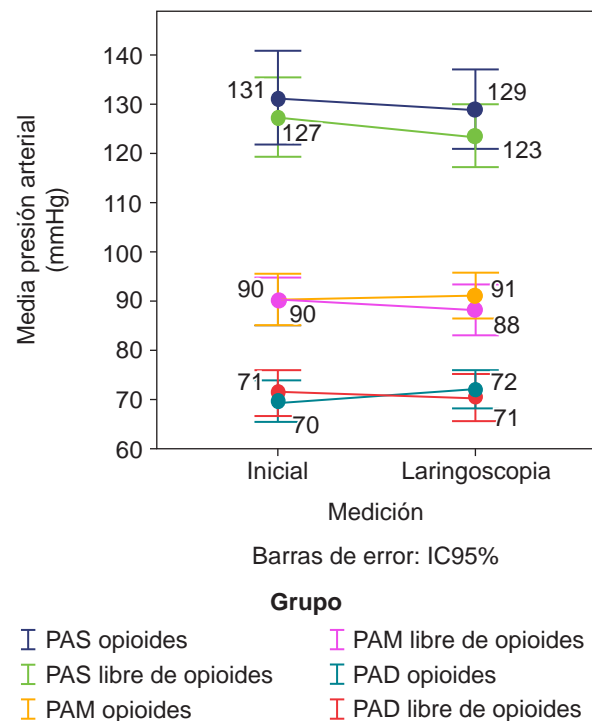 Media presión arterial
(mmHg)
140
130
120
110
100
90
80
70
60
131
127
129
123
90
90
91
88
71
70
72
71
Inicial
Laringoscopia
Medición
Barras de error: IC95%
Grupo
PAS opioides
PAS libre de opioides
PAM opioides
PAM libre de opioides
PAD opioides
PAD libre de opioides